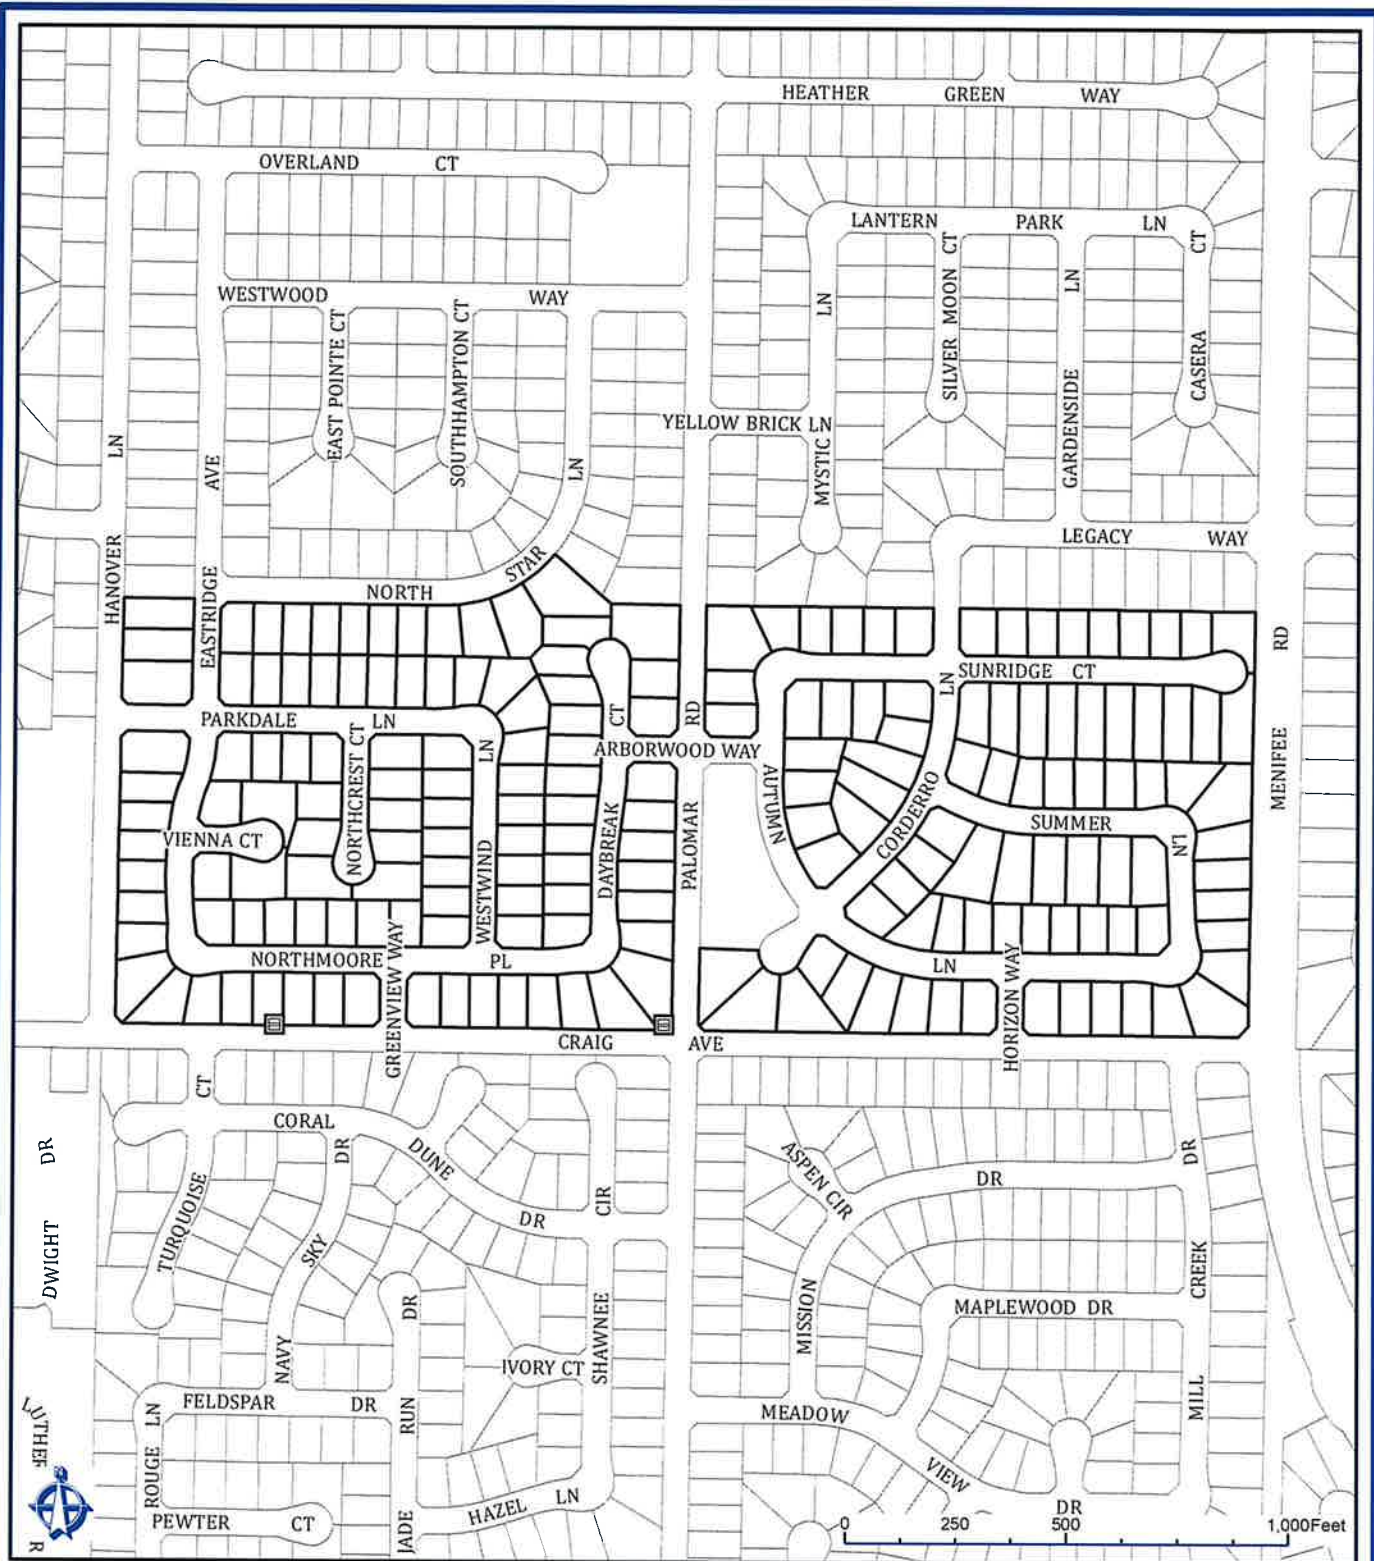 HEATHER GREEN WAY
OVERLAND CT
LANTERN PARK LN
WESTWOOD WAY
EAST POINTE CT
SOUTHHAMPTON CT
LN
SILVER MOON CT
LN
GARDENSIDE
CT
CASERA
YELLOW BRICK LN
MYSTIC
LN
HANOVER
AVE
EASTRIDGE
LN
NORTH STAR
LEGACY WAY
RD
MENIFEE
SUNRIDGE CT
LN
CORDERRO
PARKDALE LN
NORTHCREST CT
LN
WESTWIND
CT
DAYBREAK
RD
PALOMAR
ARBORWOOD WAY
AUTUMN
SUMMER
LN
VIENNA CT
NORTHMOORE PL
GREENVIEW WAY
LN
HORIZON WAY
CRAIG AVE
CT
TURQUOISE
CORAL DUNE DR
DR
SKY
NAVY
CIR
SHAWNEE
ASPEN CIR
DR
MISSION
DR
CREEK
MILL
DR
DWIGHT
MAPLEWOOD DR
IVORY CT
DR
RUN
JADE
FELDSPAR DR
LN
ROUGE
MEADOW VIEW DR
HAZEL LN
PEWTER CT
0 250 500 1,000Feet